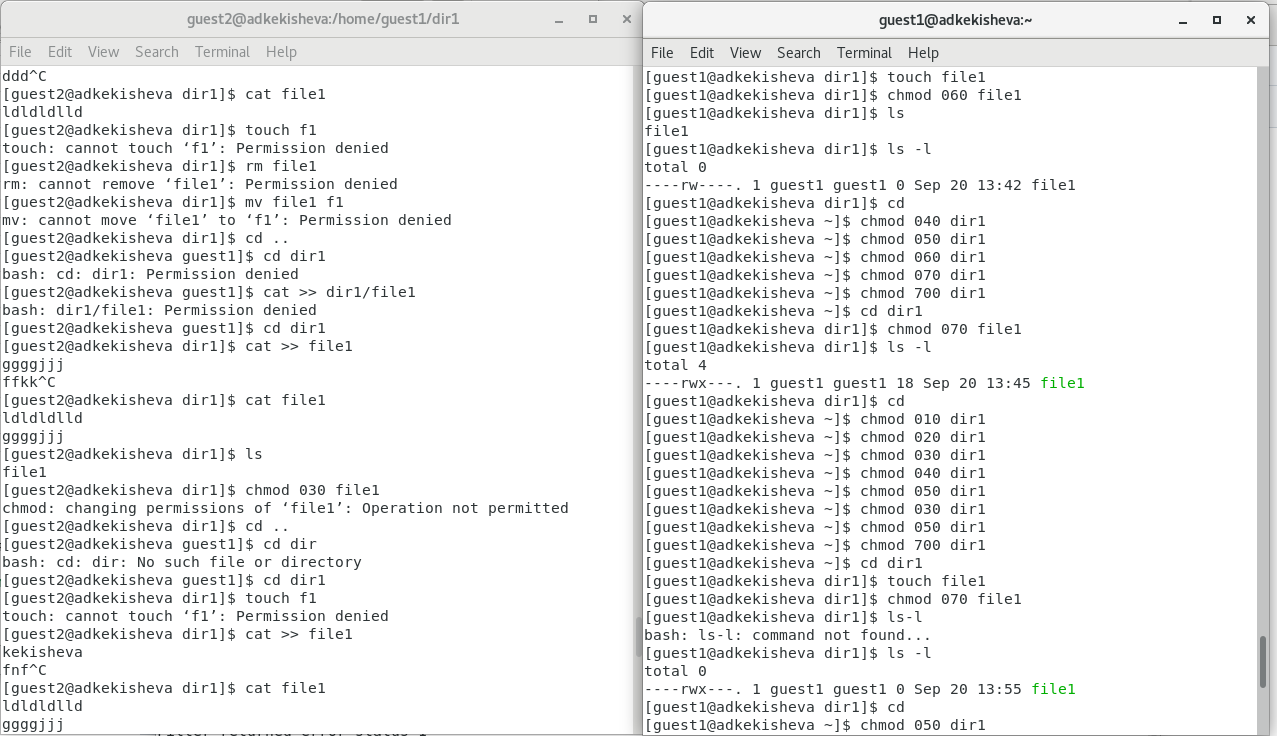 guest2@adkekisheva:/home/guest1/dir1
File Edit View Search Terminal Help
ddd^C
[guest2@adkekisheva dir1]$ cat file1
ldldldlld
[guest2@adkekisheva dir1]$ touch f1
touch: cannot touch ‘f1’: Permission denied
[guest2@adkekisheva dir1]$ rm file1
rm: cannot remove ‘file1’: Permission denied
[guest2@adkekisheva dir1]$ mv file1 f1
mv: cannot move ‘file1’ to ‘f1’: Permission denied
[guest2@adkekisheva dir1]$ cd ..
[guest2@adkekisheva guest1]$ cd dir1
bash: cd: dir1: Permission denied
[guest2@adkekisheva guest1]$ cat >> dir1/file1
bash: dir1/file1: Permission denied
[guest2@adkekisheva guest1]$ cd dir1
[guest2@adkekisheva dir1]$ cat >> file1
ggggjjj
ffkk^C
[guest2@adkekisheva dir1]$ cat file1
ldldldlld
ggggjjj
[guest2@adkekisheva dir1]$ ls
file1
[guest2@adkekisheva dir1]$ chmod 030 file1
chmod: changing permissions of ‘file1’: Operation not permitted
[guest2@adkekisheva dir1]$ cd ..
[guest2@adkekisheva guest1]$ cd dir
bash: cd: dir: No such file or directory
[guest2@adkekisheva guest1]$ cd dir1
[guest2@adkekisheva dir1]$ touch f1
touch: cannot touch ‘f1’: Permission denied
[guest2@adkekisheva dir1]$ cat >> file1
kekisheva
fnf^C
[guest2@adkekisheva dir1]$ cat file1
ldldldlld
ggggjjj
guest1@adkekisheva:~
File Edit View Search Terminal Help
[guest1@adkekisheva dir1]$ touch file1
[guest1@adkekisheva dir1]$ chmod 060 file1
[guest1@adkekisheva dir1]$ ls
file1
[guest1@adkekisheva dir1]$ ls -l
total 0
----rw----. 1 guest1 guest1 0 Sep 20 13:42 file1
[guest1@adkekisheva dir1]$ cd
[guest1@adkekisheva ~]$ chmod 040 dir1
[guest1@adkekisheva ~]$ chmod 050 dir1
[guest1@adkekisheva ~]$ chmod 060 dir1
[guest1@adkekisheva ~]$ chmod 070 dir1
[guest1@adkekisheva ~]$ chmod 700 dir1
[guest1@adkekisheva ~]$ cd dir1
[guest1@adkekisheva dir1]$ chmod 070 file1
[guest1@adkekisheva dir1]$ ls -l
total 4
----rwx---. 1 guest1 guest1 18 Sep 20 13:45 file1
[guest1@adkekisheva dir1]$ cd
[guest1@adkekisheva ~]$ chmod 010 dir1
[guest1@adkekisheva ~]$ chmod 020 dir1
[guest1@adkekisheva ~]$ chmod 030 dir1
[guest1@adkekisheva ~]$ chmod 040 dir1
[guest1@adkekisheva ~]$ chmod 050 dir1
[guest1@adkekisheva ~]$ chmod 030 dir1
[guest1@adkekisheva ~]$ chmod 050 dir1
[guest1@adkekisheva ~]$ chmod 700 dir1
[guest1@adkekisheva ~]$ cd dir1
[guest1@adkekisheva dir1]$ touch file1
[guest1@adkekisheva dir1]$ chmod 070 file1
[guest1@adkekisheva dir1]$ ls-l
bash: ls-l: command not found...
[guest1@adkekisheva dir1]$ ls -l
total 0
----rwx---. 1 guest1 guest1 0 Sep 20 13:55 file1
[guest1@adkekisheva dir1]$ cd
[guest1@adkekisheva ~]$ chmod 050 dir1